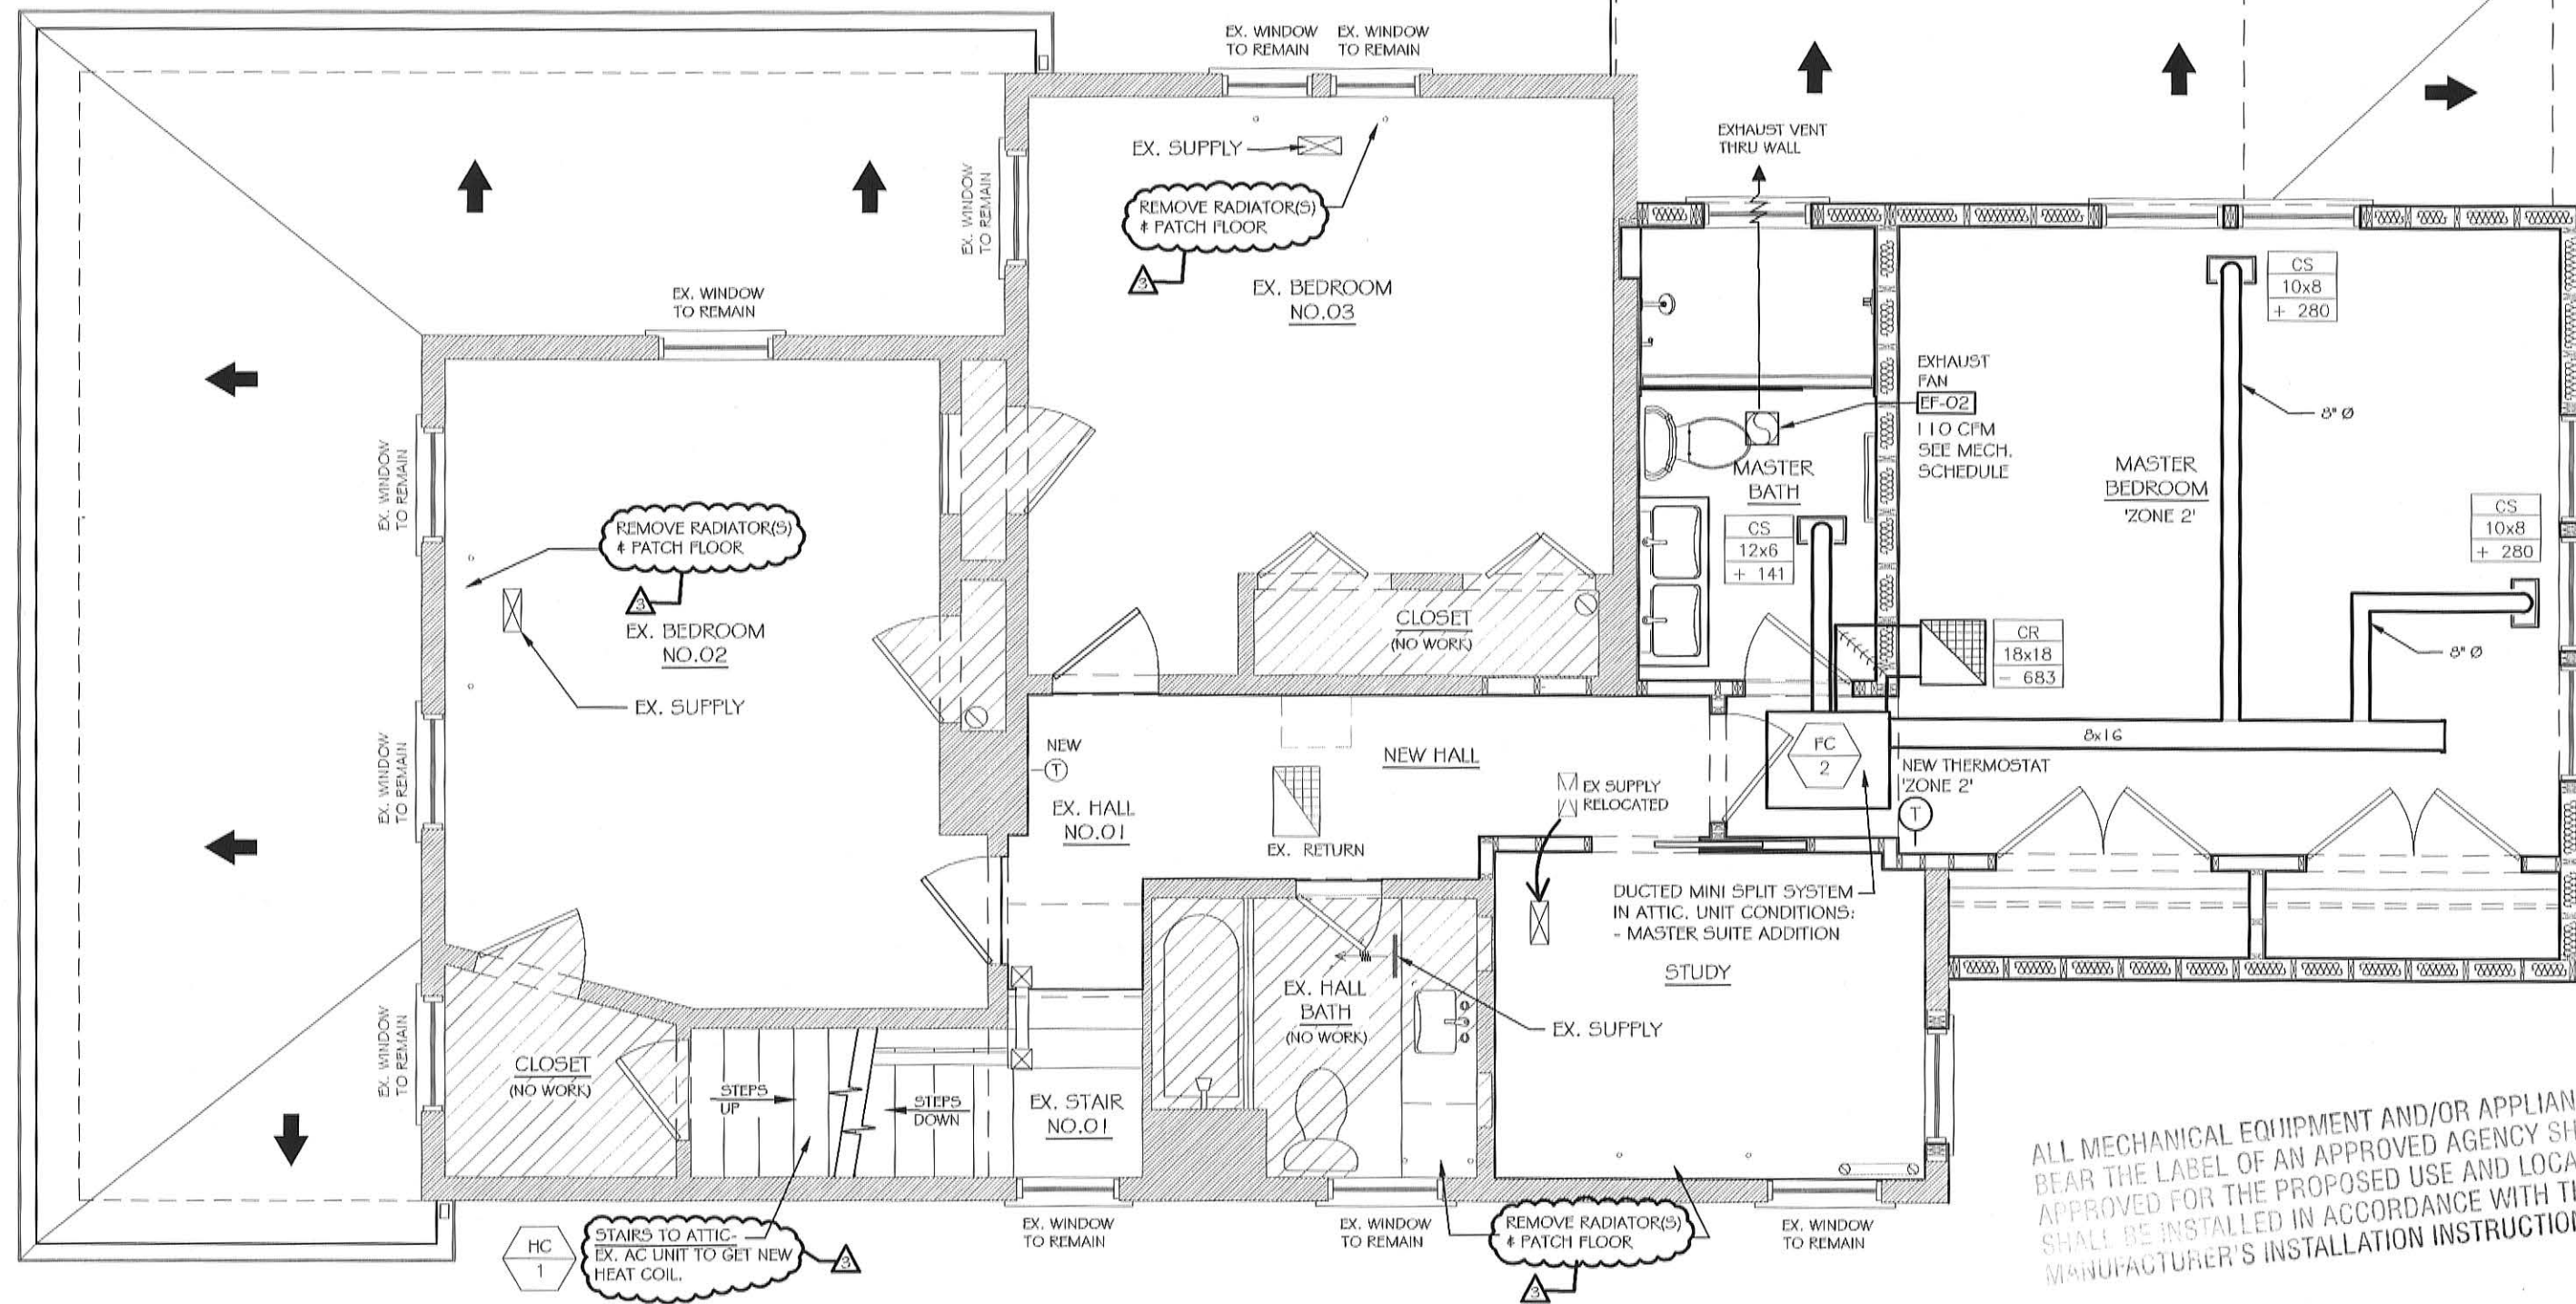 EX. WINDOW
TO REMAIN
EX. WINDOW
TO REMAIN
EX. SUPPLY
REMOVE RADIATOR(S)
& PATCH FLOOR
3
EX. BEDROOM
NO.03
EX. WINDOW
TO REMAIN
EX. WINDOW
TO REMAIN
EXHAUST VENT
THRU WALL
CS
10x8
+ 280
8" Ø
EXHAUST
FAN
EF-02
110 CFM
SEE MECH.
SCHEDULE
MASTER
BATH
CS
12x6
+ 141
MASTER
BEDROOM
'ZONE 2'
CS
10x8
+ 280
8" Ø
CR
18x18
- 683
EX. WINDOW
TO REMAIN
REMOVE RADIATOR(S)
& PATCH FLOOR
3
EX. BEDROOM
NO.02
EX. SUPPLY
CLOSET
(NO WORK)
EX. WINDOW
TO REMAIN
NEW
T
EX. HALL
NO.01
NEW HALL
EX. RETURN
EX SUPPLY
RELOCATED
FC
2
8x16
NEW THERMOSTAT
'ZONE 2'
T
DUCTED MINI SPLIT SYSTEM
IN ATTIC. UNIT CONDITIONS:
- MASTER SUITE ADDITION
STUDY
EX. HALL
BATH
(NO WORK)
EX. SUPPLY
EX. WINDOW
TO REMAIN
CLOSET
(NO WORK)
STEPS
UP
STEPS
DOWN
EX. STAIR
NO.01
HC
1
STAIRS TO ATTIC-
EX. AC UNIT TO GET NEW
HEAT COIL.
3
EX. WINDOW
TO REMAIN
EX. WINDOW
TO REMAIN
REMOVE RADIATOR(S)
& PATCH FLOOR
3
EX. WINDOW
TO REMAIN
ALL MECHANICAL EQUIPMENT AND/OR APPLIAN
BEAR THE LABEL OF AN APPROVED AGENCY SH
APPROVED FOR THE PROPOSED USE AND LOCA
SHALL BE INSTALLED IN ACCORDANCE WITH TH
MANUFACTURER'S INSTALLATION INSTRUCTION